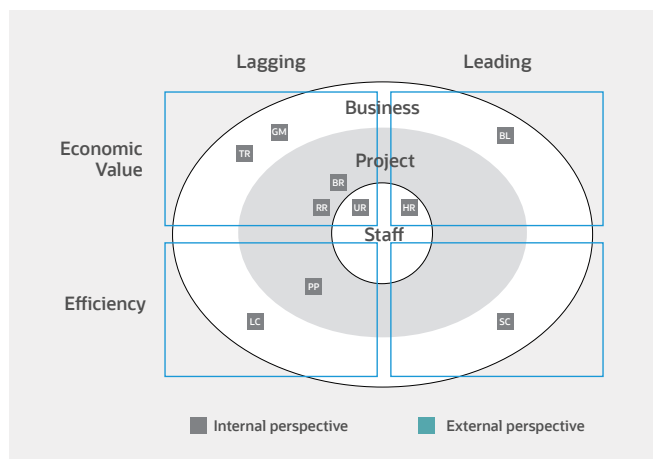 Lagging
Leading
Economic
Value
Business
GM
BL
TR
Project
BR
RR
UR
HR
Staff
Efficiency
PP
LC
SC
Internal perspective
External perspective